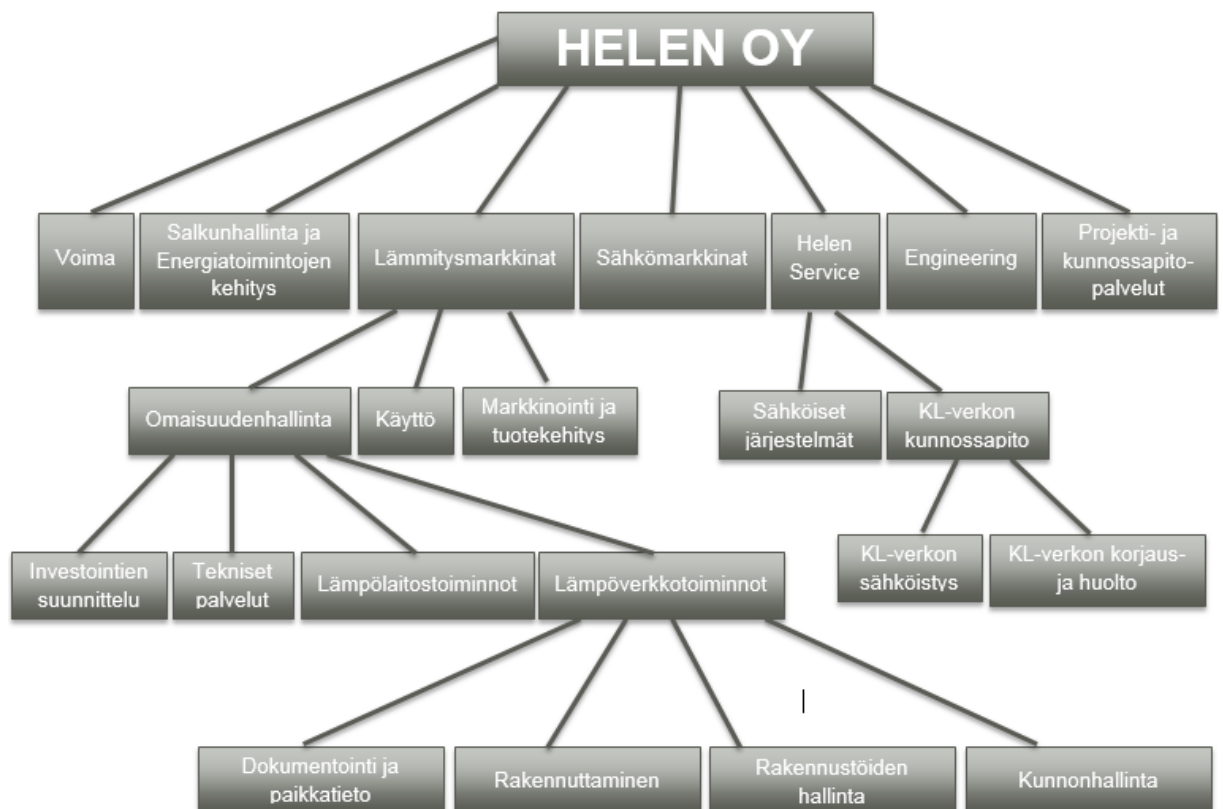 HELEN OY
Voima
Salkunhallinta ja
Energiatoimintojen
kehitys
Lämmitysmarkkinat
Sähkömarkkinat
Helen
Service
Engineering
Projekti- ja
kunnossapito-
palvelut
Omaisuudenhallinta
Käyttö
Markkinointi ja
tuotekehitys
Sähköiset
järjestelmät
KL-verkon
kunnossapito
Investointien
suunnittelu
Tekniset
palvelut
Lämpölaitostoiminnot
Lämpöverkkotoiminnot
KL-verkon
sähköistys
KL-verkon korjaus-
ja huolto
Dokumentointi ja
paikkatieto
Rakennuttaminen
Rakennustöiden
hallinta
Kunnonhallinta